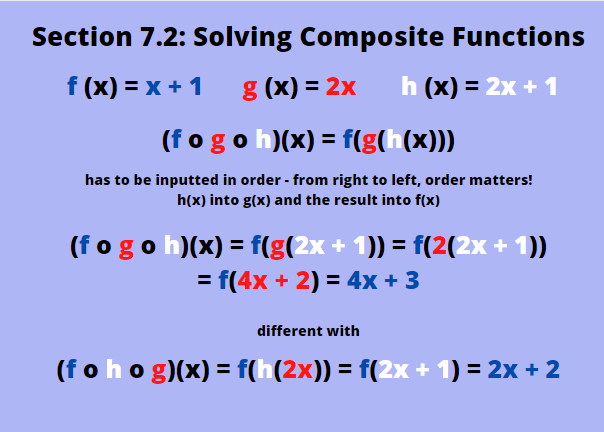 Section 7.2: Solving Composite Functions
f (x) = x + 1 g (x) = 2x h (x) = 2x + 1
(f o g o h)(x) = f(g(h(x)))
has to be inputted in order - from right to left, order matters!
h(x) into g(x) and the result into f(x)
(f o g o h)(x) = f(g(2x + 1)) = f(2(2x + 1))
= f(4x + 2) = 4x + 3
different with
(f o h o g)(x) = f(h(2x)) = f(2x + 1) = 2x + 2